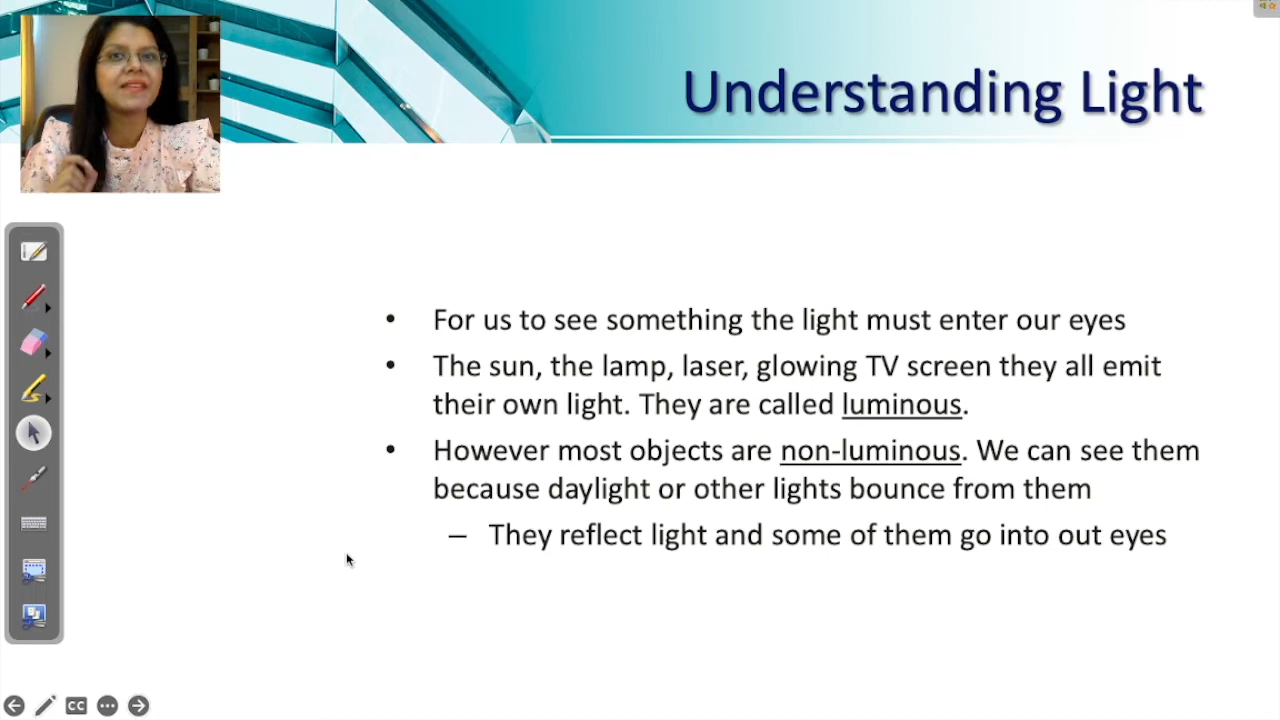 Understanding Light
• For us to see something the light must enter our eyes
• The sun, the lamp, laser, glowing TV screen they all emit
their own light. They are called luminous.
• However most objects are non-luminous. We can see them
because daylight or other lights bounce from them
– They reflect light and some of them go into out eyes
CC